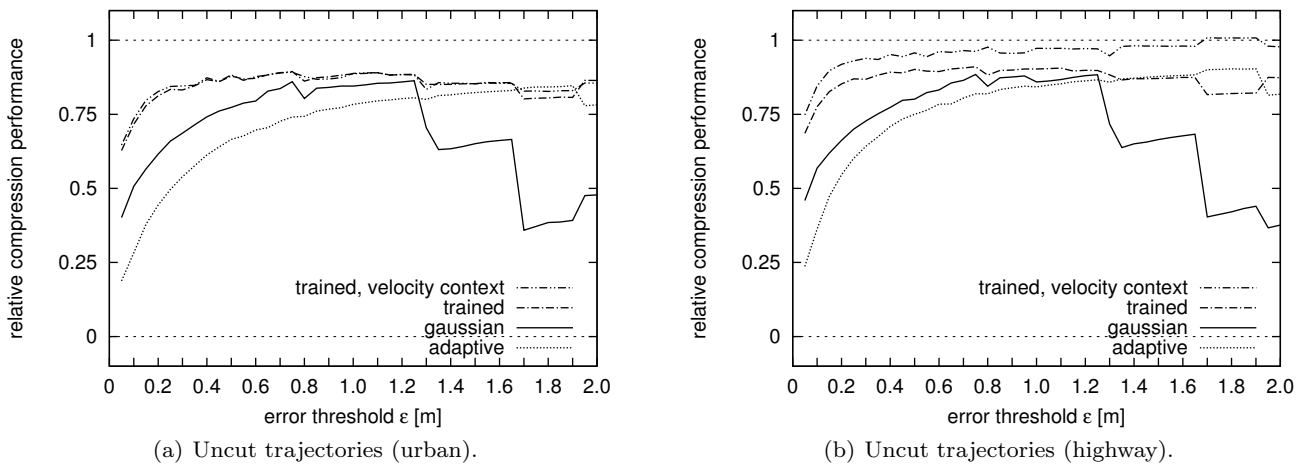 relative compression performance
1
0.75
0.5
0.25
0
trained, velocity context
trained
gaussian
adaptive
0 0.2 0.4 0.6 0.8 1.0 1.2 1.4 1.6 1.8 2.0
error threshold ε [m]
(a) Uncut trajectories (urban).
relative compression performance
1
0.75
0.5
0.25
0
trained, velocity context
trained
gaussian
adaptive
0 0.2 0.4 0.6 0.8 1.0 1.2 1.4 1.6 1.8 2.0
error threshold ε [m]
(b) Uncut trajectories (highway).